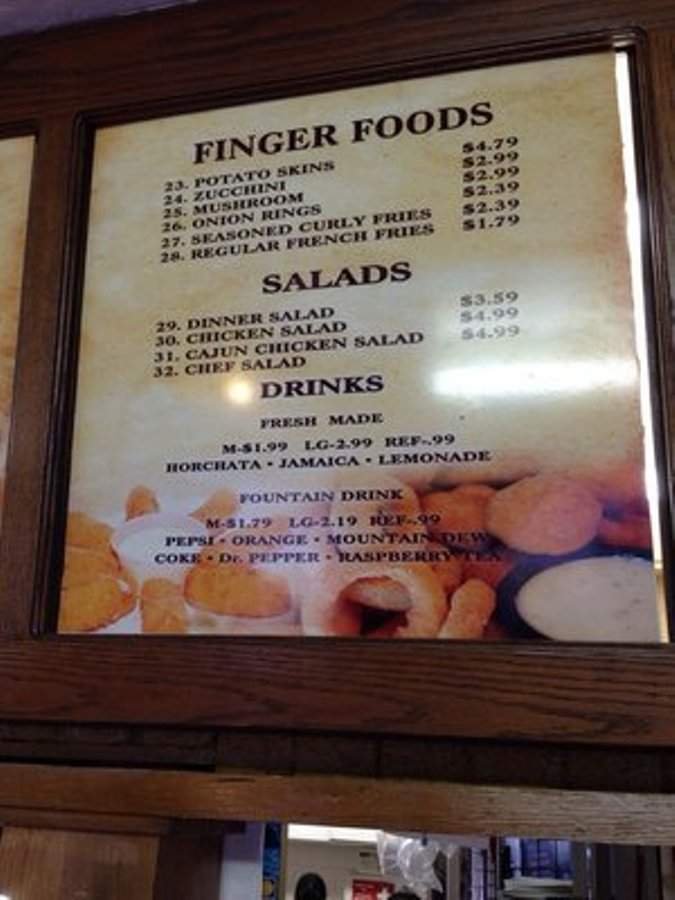 FINGER FOODS
23. POTATO SKINS $4.79
24. ZUCCHINI $2.99
25. MUSHROOM $2.99
26. ONION RINGS $2.39
27. SEASONED CURLY FRIES $2.39
28. REGULAR FRENCH FRIES $1.79
SALADS
29. DINNER SALAD $3.59
30. CHICKEN SALAD $4.99
31. CAJUN CHICKEN SALAD $4.99
32. CHEF SALAD
DRINKS
FRESH MADE
M-$1.99 LG-2.99 REF-.99
HORCHATA • JAMAICA • LEMONADE
FOUNTAIN DRINK
M-$1.79 LG-2.19 REF-.99
PEPSI • ORANGE • MOUNTAIN DEW
COKE • Dr. PEPPER • RASPBERRY TEA